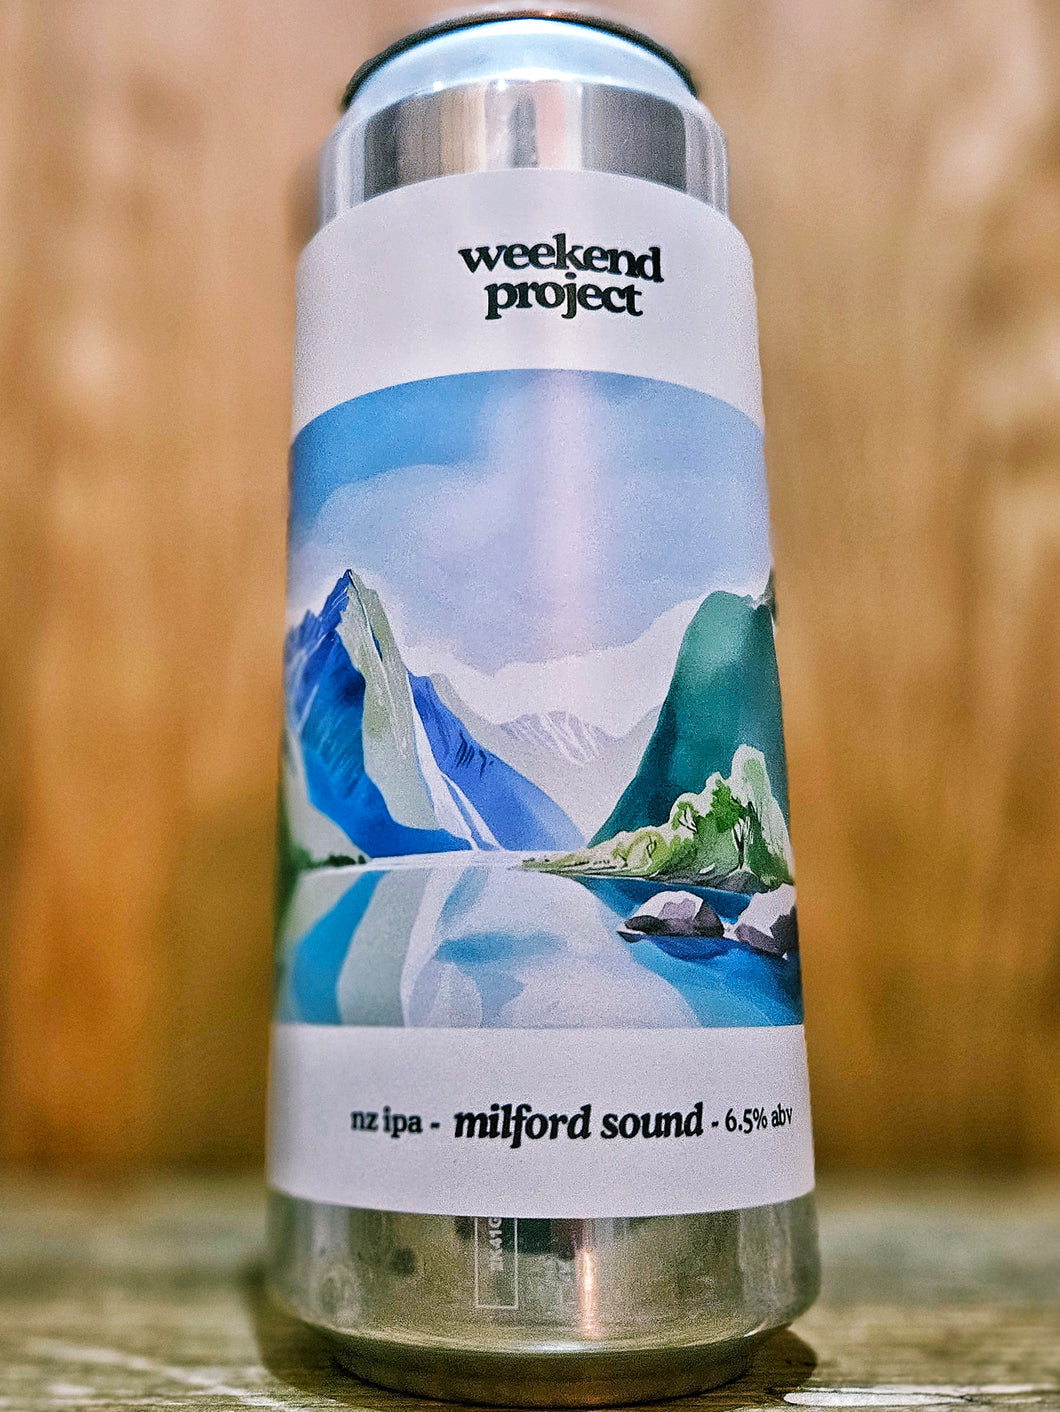 weekend
project
nz ipa - milford sound - 6.5% abv